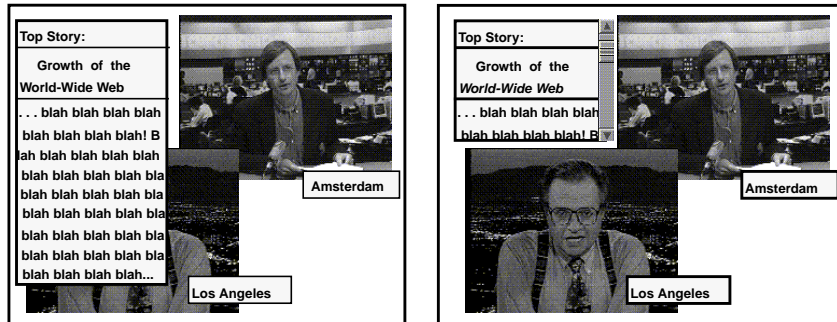 Top Story:
Growth of the
World-Wide Web
. . . blah blah blah blah
blah blah blah blah! B
lah blah blah blah blah
blah blah blah blah bla
blah blah blah blah bla
blah blah blah blah bla
blah blah blah blah bla
blah blah blah blah bla
blah blah blah blah...
Amsterdam
Los Angeles
Top Story:
Growth of the
World-Wide Web
. . . blah blah blah blah
blah blah blah blah! B
Amsterdam
Los Angeles